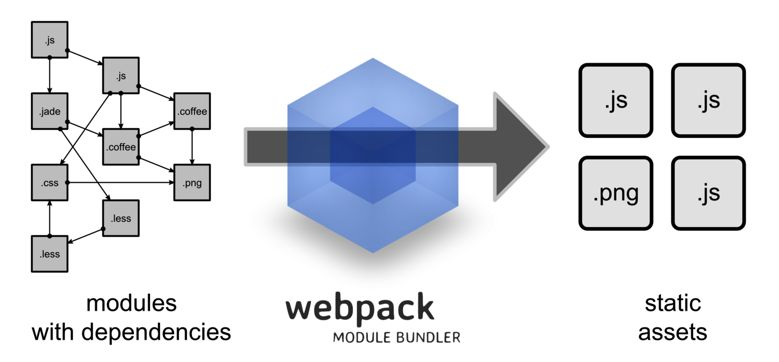 .js
.js
.jade
.coffee
.coffee
.css
.png
.less
.less
modules
with dependencies
webpack
MODULE BUNDLER
.js
.js
.png
.js
static
assets